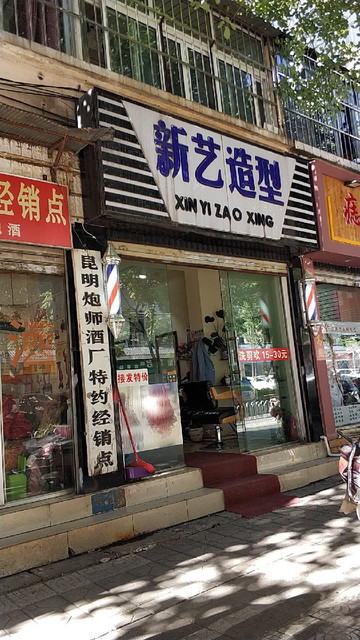 新艺造型
XIN YI ZAO XING
经销点
酒
昆明炮师酒厂特约经销点
接发特价
洗剪吹 15-30元